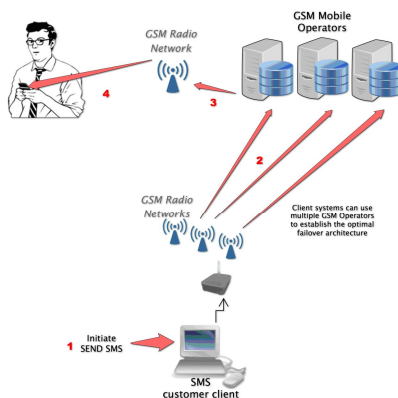 GSM Mobile
Operators
GSM Radio
Network
4
3
2
GSM Radio
Networks
Client systems can use
multiple GSM Operators
to establish the optimal
failover architecture
1
Initiate
SEND SMS
SMS
customer client